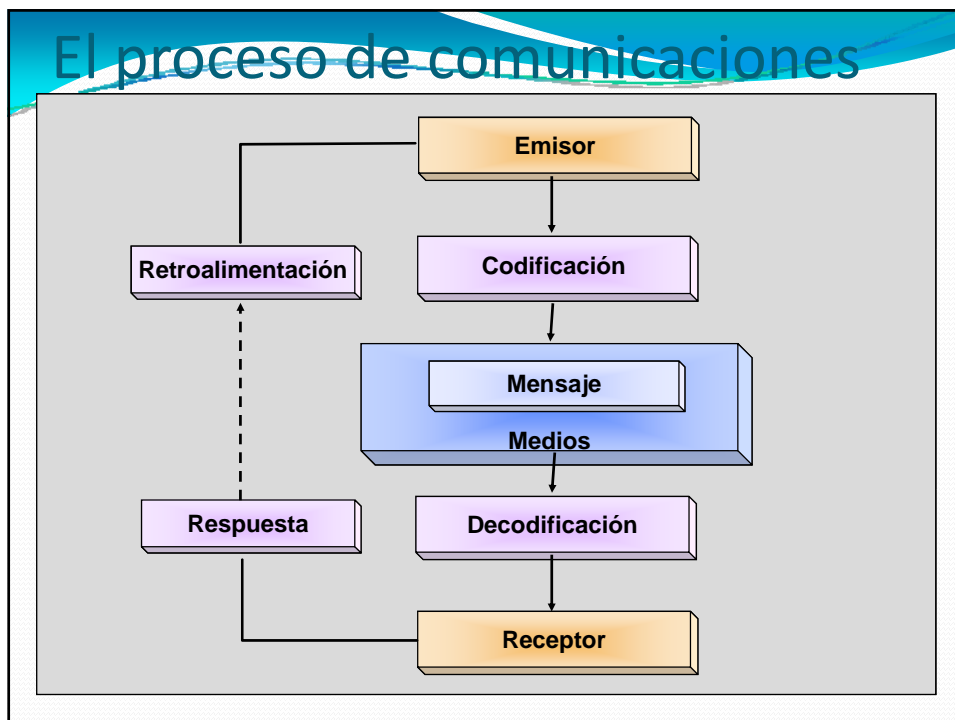 El proceso de comunicaciones
Emisor
Retroalimentación
Codificación
Mensaje
Medios
Respuesta
Decodificación
Receptor